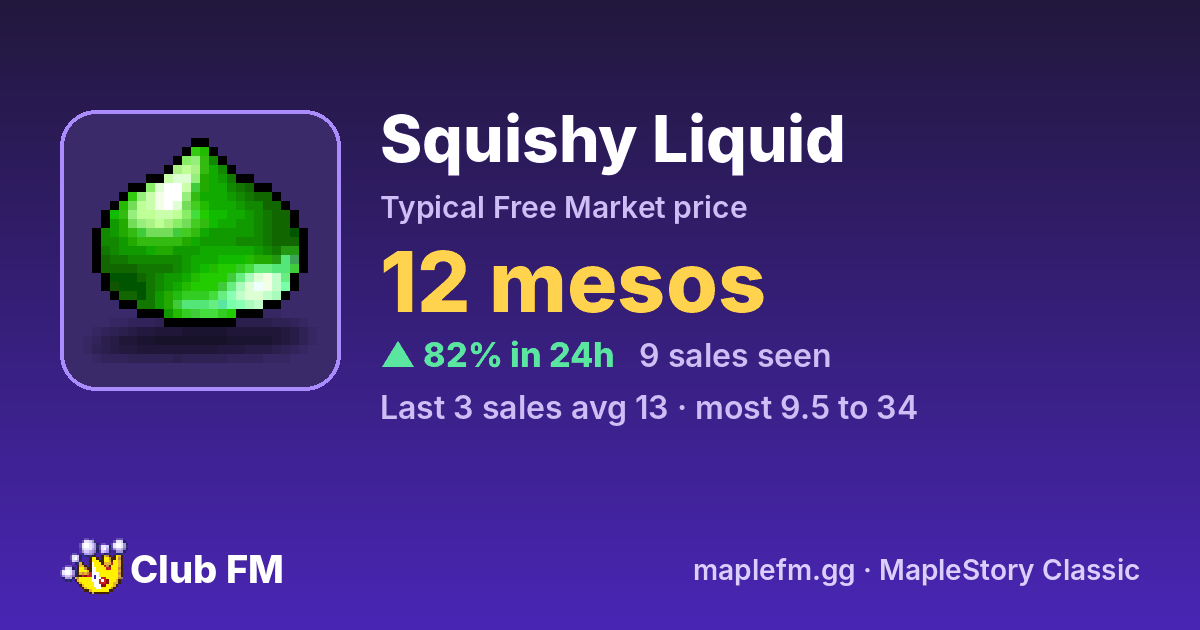 Squishy Liquid
Typical Free Market price
12 mesos
▲ 82% in 24h 9 sales seen
Last 3 sales avg 13 · most 9.5 to 34
Club FM
maplefm.gg · MapleStory Classic